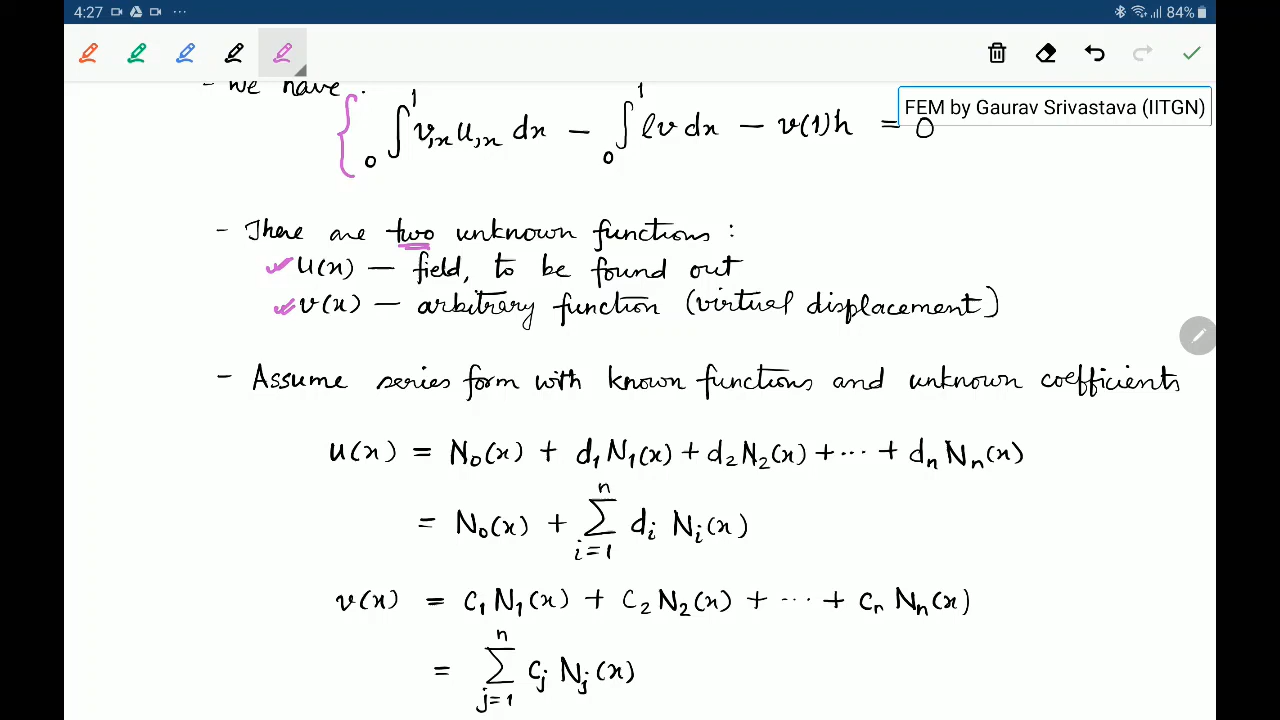 4:27 ... 84%
- We have :
FEM by Gaurav Srivastava (IITGN)
∫₀¹ v,x u,x dx − ∫₀¹ lv dx − v(1)h = 0
- There are two unknown functions :
u(x) — field, to be found out
v(x) — arbitrary function (virtual displacement)
- Assume series form with known functions and unknown coefficients
u(x) = N₀(x) + d₁N₁(x) + d₂N₂(x) + ... + dₙNₙ(x)
= N₀(x) + ∑ᵢ₌₁ⁿ dᵢ Nᵢ(x)
v(x) = c₁N₁(x) + c₂N₂(x) + ... + cₙNₙ(x)
= ∑ⱼ₌₁ⁿ cⱼ Nⱼ(x)